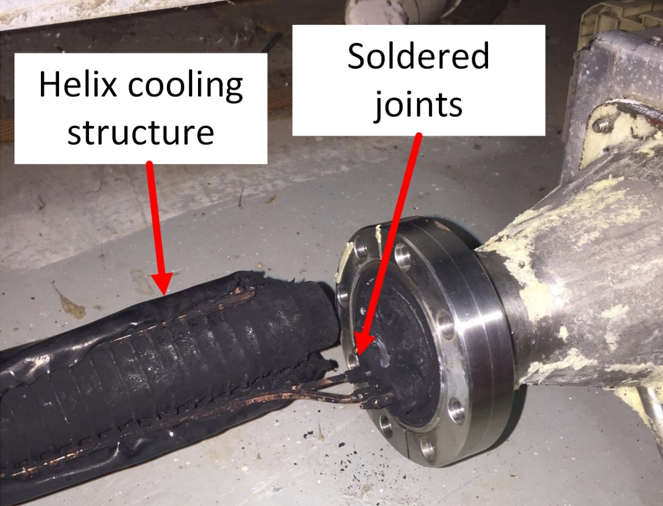 Helix cooling
structure
Soldered
joints